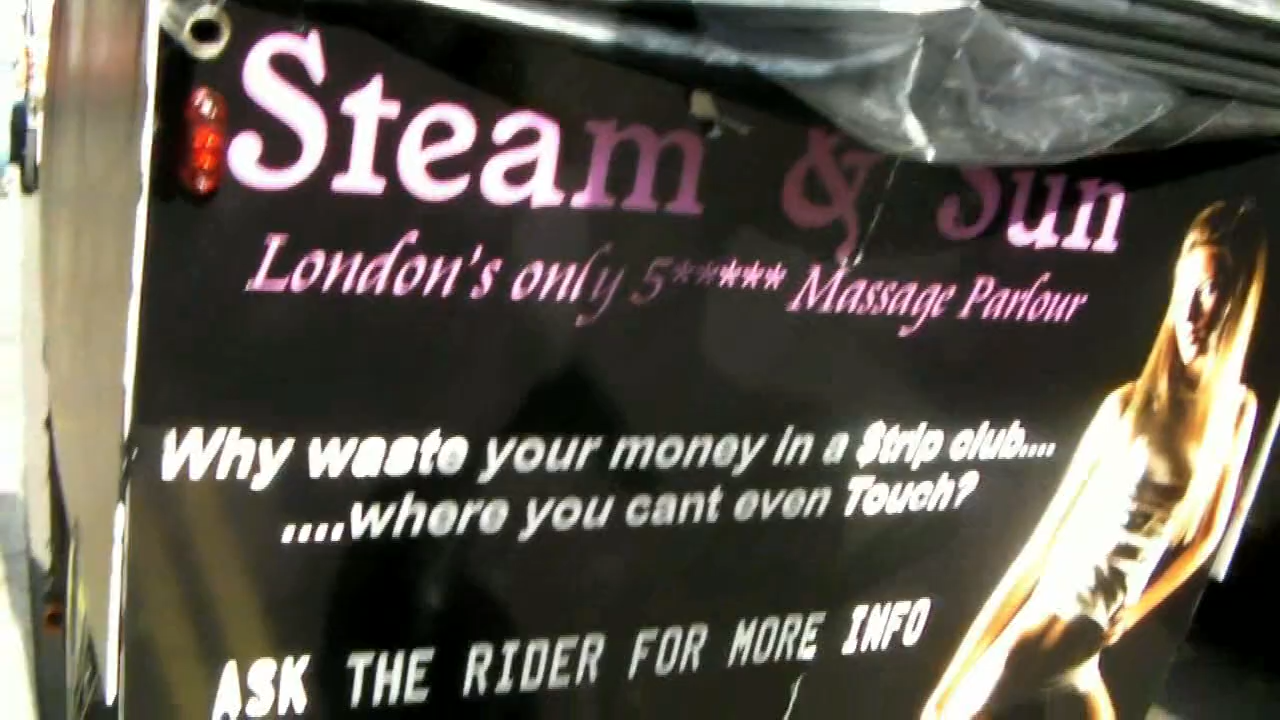 Steam & Sun
London's only 5***** Massage Parlour
Why waste your money in a Strip club....
....where you cant even Touch?
ASK THE RIDER FOR MORE INFO